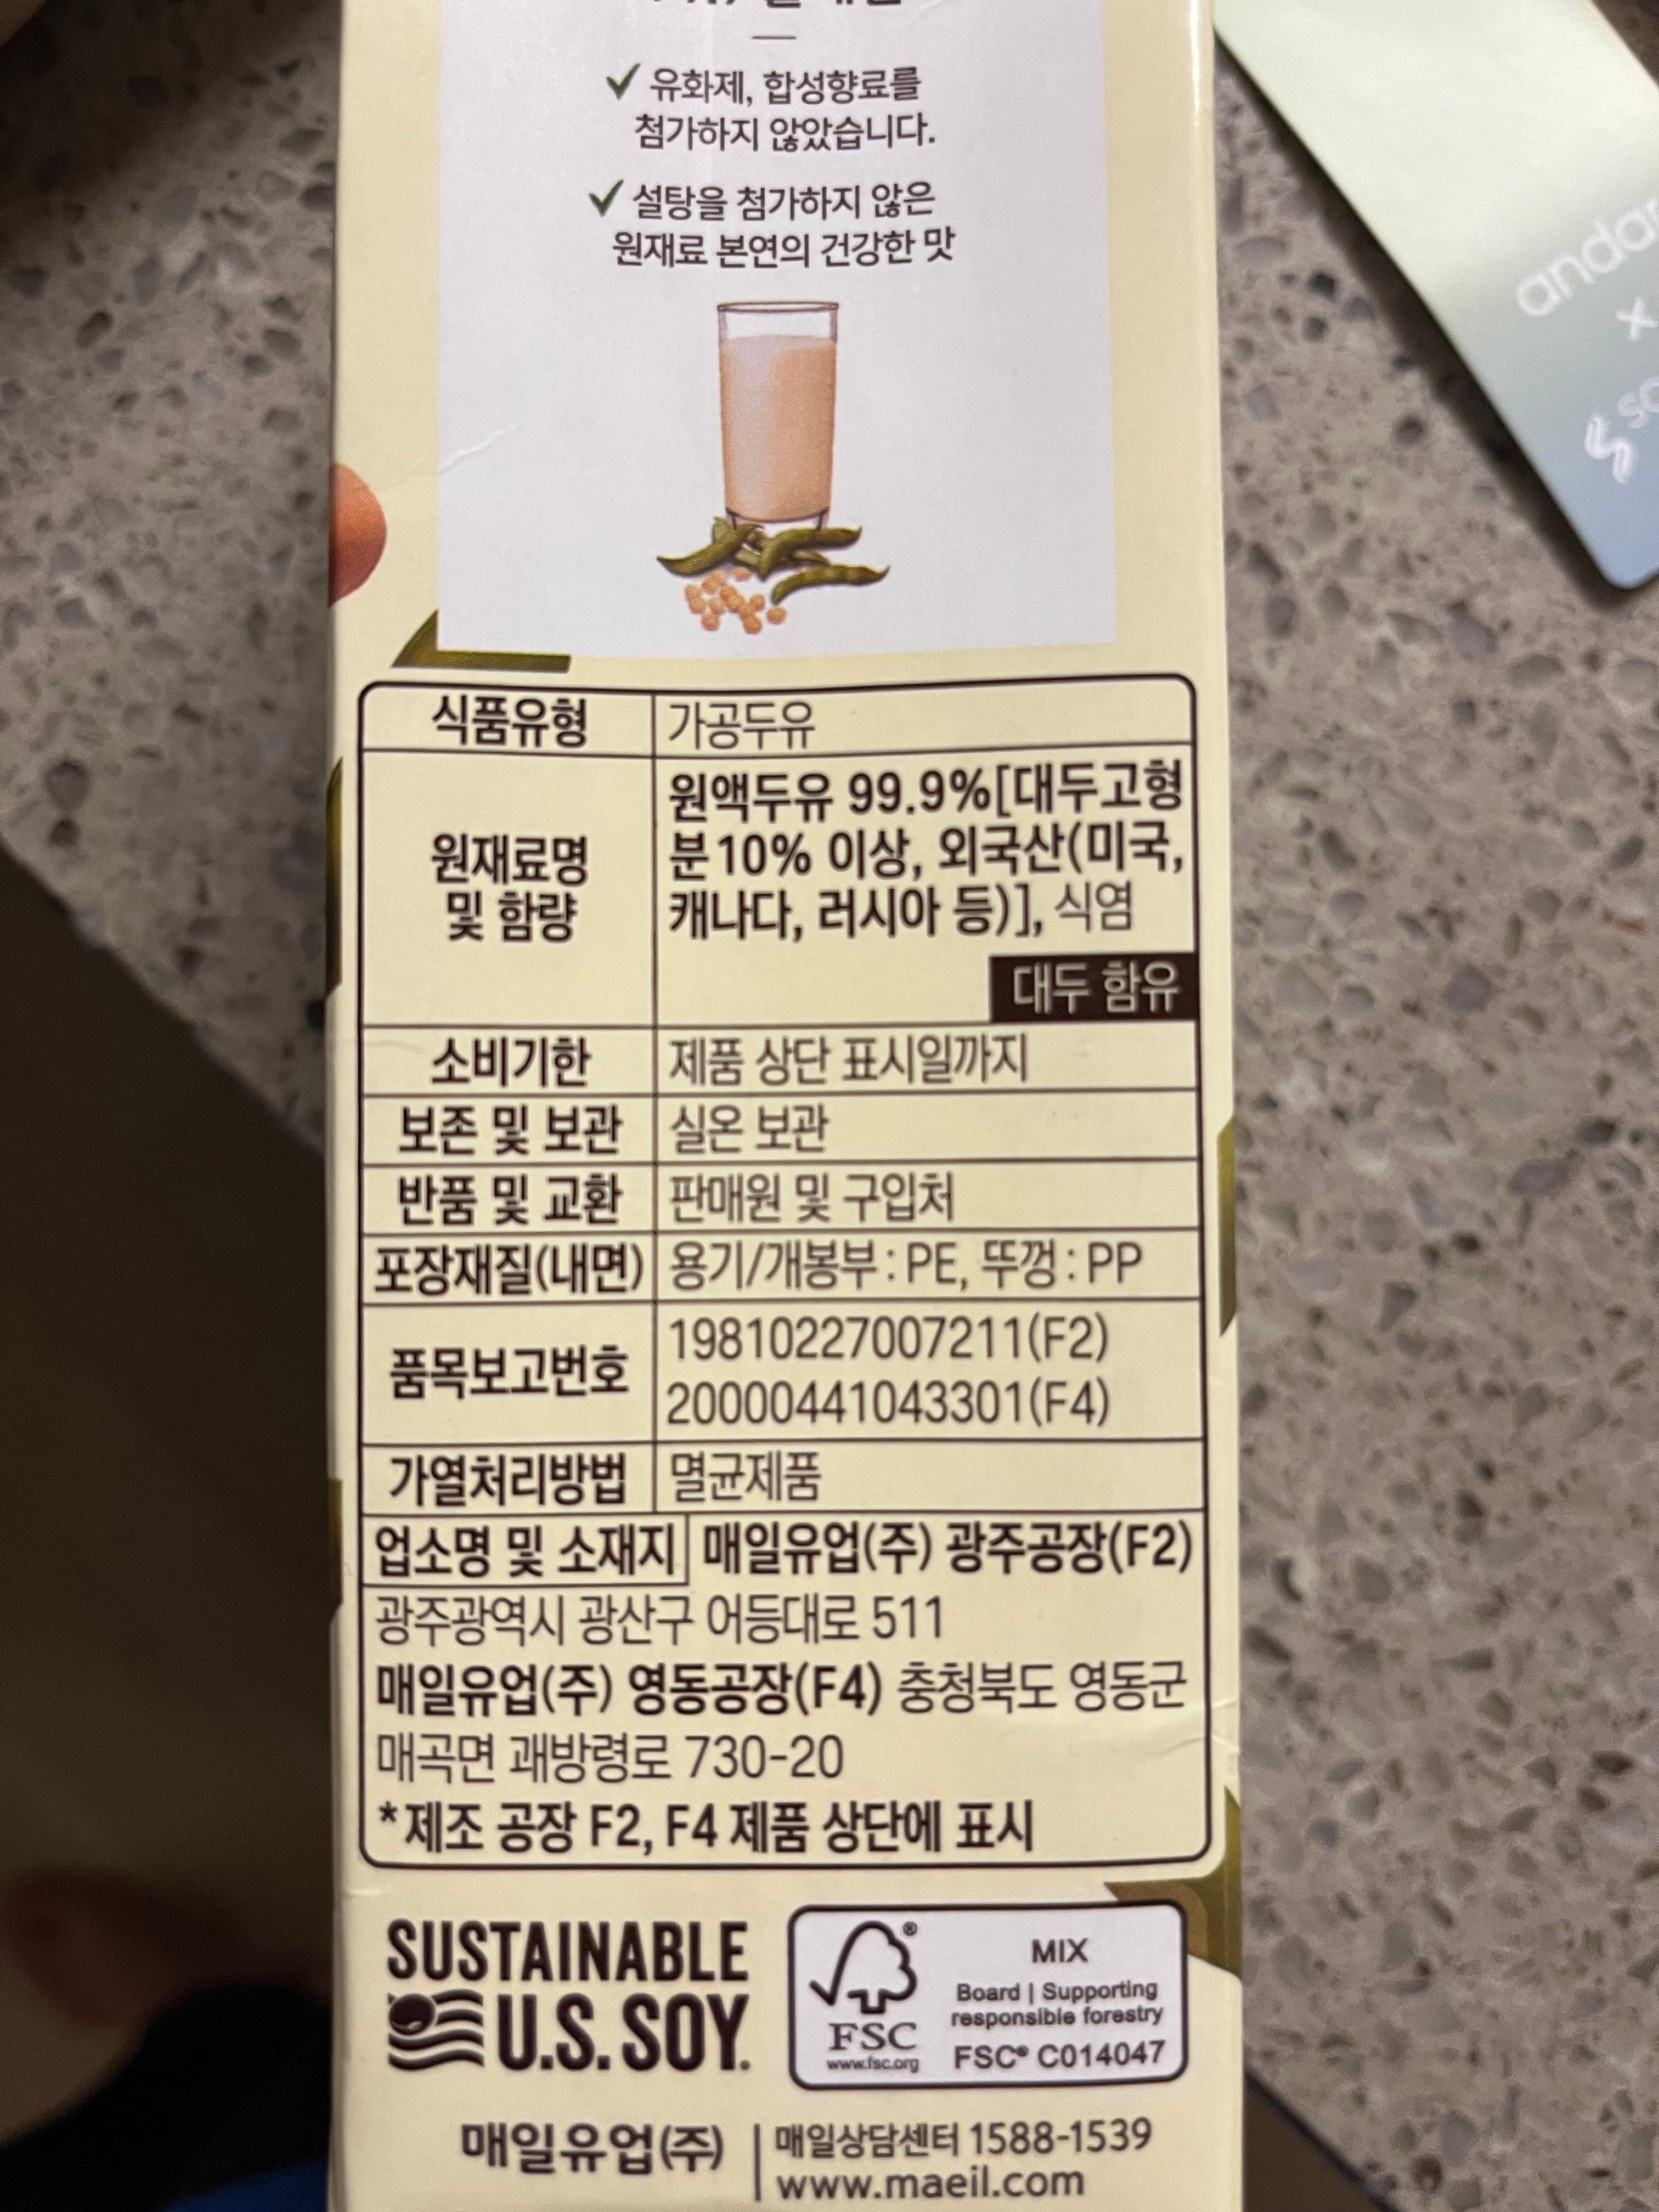 ✓ 유화제, 합성향료를
첨가하지 않았습니다.
✓ 설탕을 첨가하지 않은
원재료 본연의 건강한 맛
식품유형 가공두유
원재료명
및 함량
원액두유 99.9%[대두고형
분10% 이상, 외국산(미국,
캐나다, 러시아 등)], 식염
대두 함유
소비기한 제품 상단 표시일까지
보존 및 보관 실온 보관
반품 및 교환 판매원 및 구입처
포장재질(내면) 용기/개봉부 : PE, 뚜껑 : PP
품목보고번호
19810227007211(F2)
20000441043301(F4)
가열처리방법 멸균제품
업소명 및 소재지 매일유업(주) 광주공장(F2)
광주광역시 광산구 어등대로 511
매일유업(주) 영동공장(F4) 충청북도 영동군
매곡면 괘방령로 730-20
*제조 공장 F2, F4 제품 상단에 표시
SUSTAINABLE
U.S. SOY.
FSC®
www.fsc.org
MIX
Board | Supporting
responsible forestry
FSC® C014047
매일유업(주)
매일상담센터 1588-1539
www.maeil.com
andar
x